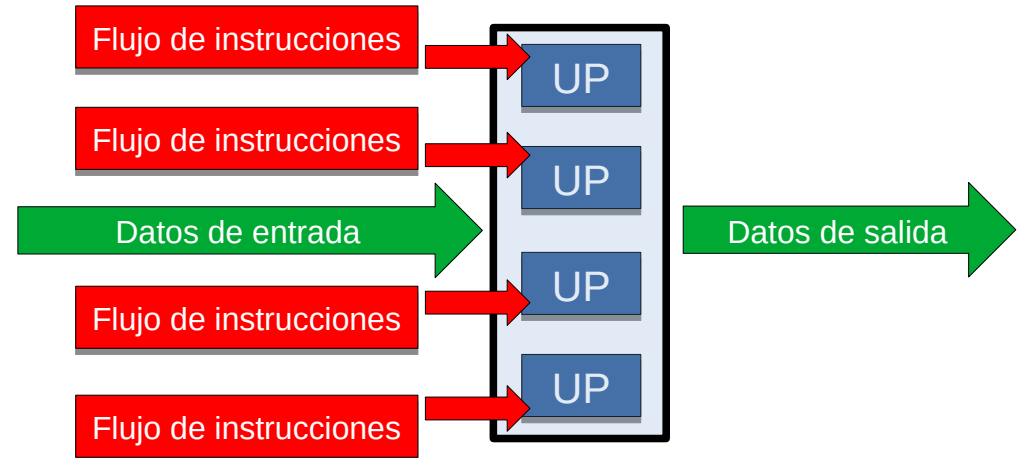 Flujo de instrucciones
UP
Flujo de instrucciones
UP
Datos de entrada
Datos de salida
Flujo de instrucciones
UP
Flujo de instrucciones
UP